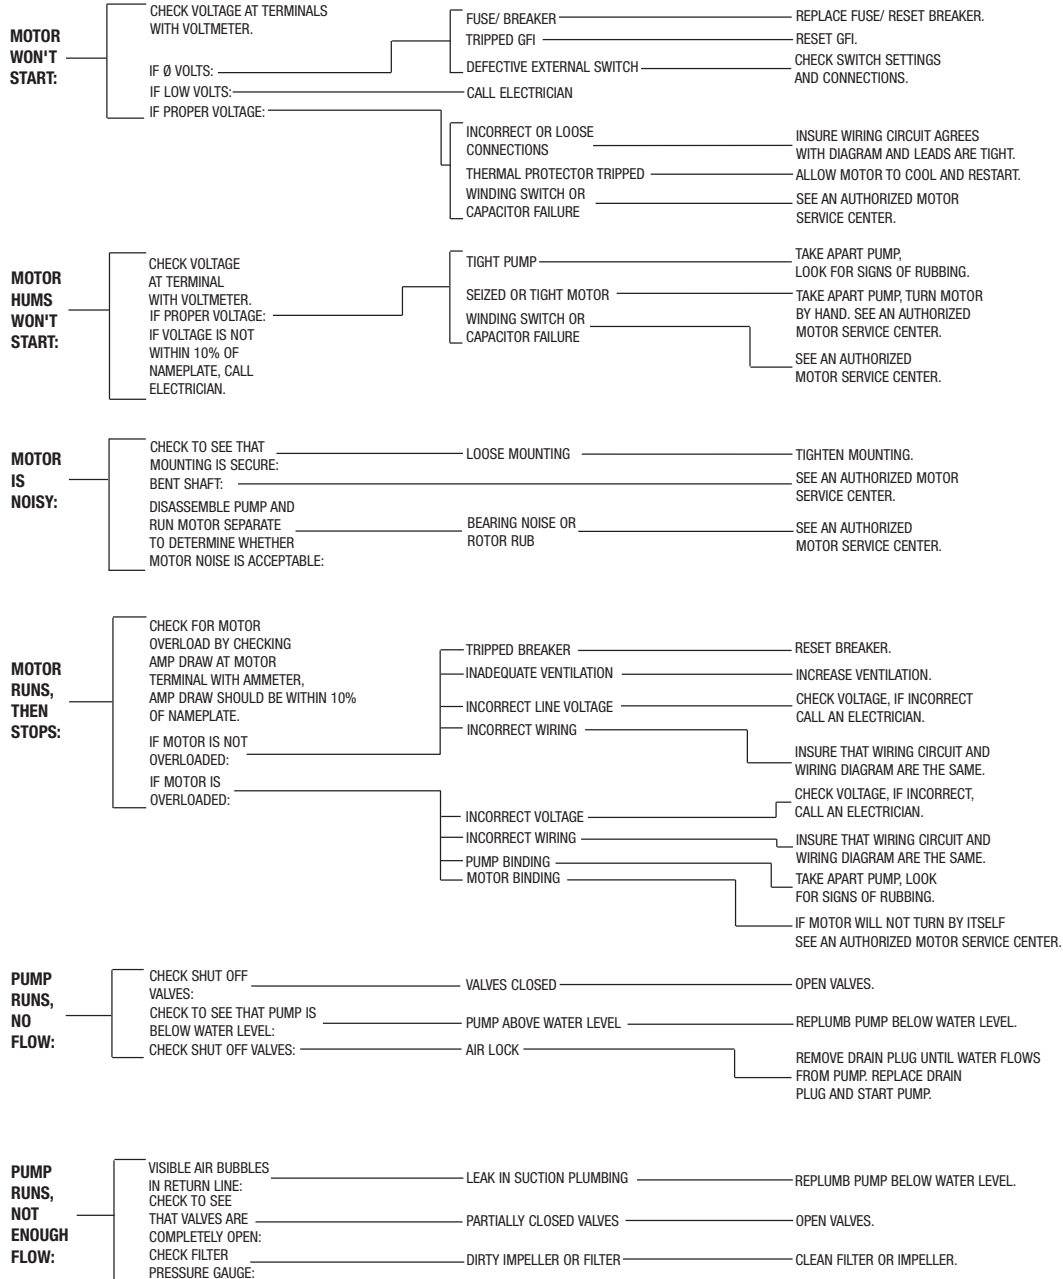 MOTOR
WON'T
START:
CHECK VOLTAGE AT TERMINALS
WITH VOLTMETER.
IF Ø VOLTS:
FUSE/ BREAKER
REPLACE FUSE/ RESET BREAKER.
TRIPPED GFI
RESET GFI.
DEFECTIVE EXTERNAL SWITCH
CHECK SWITCH SETTINGS
AND CONNECTIONS.
IF LOW VOLTS:
CALL ELECTRICIAN
IF PROPER VOLTAGE:
INCORRECT OR LOOSE
CONNECTIONS
INSURE WIRING CIRCUIT AGREES
WITH DIAGRAM AND LEADS ARE TIGHT.
THERMAL PROTECTOR TRIPPED
ALLOW MOTOR TO COOL AND RESTART.
WINDING SWITCH OR
CAPACITOR FAILURE
SEE AN AUTHORIZED MOTOR
SERVICE CENTER.
MOTOR
HUMS
WON'T
START:
CHECK VOLTAGE
AT TERMINAL
WITH VOLTMETER.
IF PROPER VOLTAGE:
IF VOLTAGE IS NOT
WITHIN 10% OF
NAMEPLATE, CALL
ELECTRICIAN.
TIGHT PUMP
TAKE APART PUMP,
LOOK FOR SIGNS OF RUBBING.
SEIZED OR TIGHT MOTOR
TAKE APART PUMP, TURN MOTOR
BY HAND. SEE AN AUTHORIZED
MOTOR SERVICE CENTER.
WINDING SWITCH OR
CAPACITOR FAILURE
SEE AN AUTHORIZED
MOTOR SERVICE CENTER.
MOTOR
IS
NOISY:
CHECK TO SEE THAT
MOUNTING IS SECURE:
LOOSE MOUNTING
TIGHTEN MOUNTING.
BENT SHAFT:
SEE AN AUTHORIZED MOTOR
SERVICE CENTER.
DISASSEMBLE PUMP AND
RUN MOTOR SEPARATE
TO DETERMINE WHETHER
MOTOR NOISE IS ACCEPTABLE:
BEARING NOISE OR
ROTOR RUB
SEE AN AUTHORIZED
MOTOR SERVICE CENTER.
MOTOR
RUNS,
THEN
STOPS:
CHECK FOR MOTOR
OVERLOAD BY CHECKING
AMP DRAW AT MOTOR
TERMINAL WITH AMMETER,
AMP DRAW SHOULD BE WITHIN 10%
OF NAMEPLATE.
IF MOTOR IS NOT
OVERLOADED:
TRIPPED BREAKER
RESET BREAKER.
INADEQUATE VENTILATION
INCREASE VENTILATION.
INCORRECT LINE VOLTAGE
CHECK VOLTAGE, IF INCORRECT
CALL AN ELECTRICIAN.
INCORRECT WIRING
INSURE THAT WIRING CIRCUIT AND
WIRING DIAGRAM ARE THE SAME.
IF MOTOR IS
OVERLOADED:
INCORRECT VOLTAGE
CHECK VOLTAGE, IF INCORRECT,
CALL AN ELECTRICIAN.
INCORRECT WIRING
INSURE THAT WIRING CIRCUIT AND
WIRING DIAGRAM ARE THE SAME.
PUMP BINDING
TAKE APART PUMP, LOOK
FOR SIGNS OF RUBBING.
MOTOR BINDING
IF MOTOR WILL NOT TURN BY ITSELF
SEE AN AUTHORIZED MOTOR SERVICE CENTER.
PUMP
RUNS,
NO
FLOW:
CHECK SHUT OFF
VALVES:
VALVES CLOSED
OPEN VALVES.
CHECK TO SEE THAT PUMP IS
BELOW WATER LEVEL:
PUMP ABOVE WATER LEVEL
REPLUMB PUMP BELOW WATER LEVEL.
CHECK SHUT OFF VALVES:
AIR LOCK
REMOVE DRAIN PLUG UNTIL WATER FLOWS
FROM PUMP. REPLACE DRAIN
PLUG AND START PUMP.
PUMP
RUNS,
NOT
ENOUGH
FLOW:
VISIBLE AIR BUBBLES
IN RETURN LINE:
LEAK IN SUCTION PLUMBING
REPLUMB PUMP BELOW WATER LEVEL.
CHECK TO SEE
THAT VALVES ARE
COMPLETELY OPEN:
PARTIALLY CLOSED VALVES
OPEN VALVES.
CHECK FILTER
PRESSURE GAUGE:
DIRTY IMPELLER OR FILTER
CLEAN FILTER OR IMPELLER.